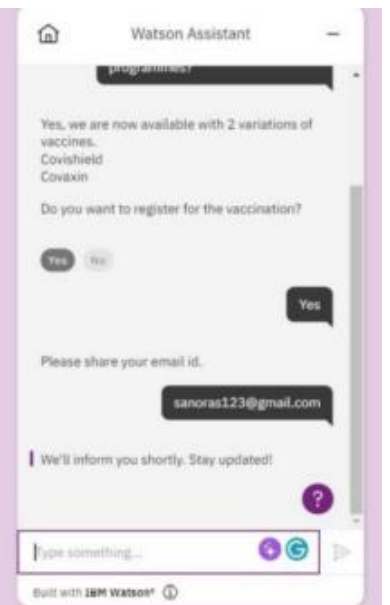 Watson Assistant
programmes?
Yes, we are now available with 2 variations of
vaccines.
Covishield
Covaxin
Do you want to register for the vaccination?
Yes No
Yes
Please share your email id.
sanoras123@gmail.com
We'll inform you shortly. Stay updated!
?
Type something...
Built with IBM Watson®